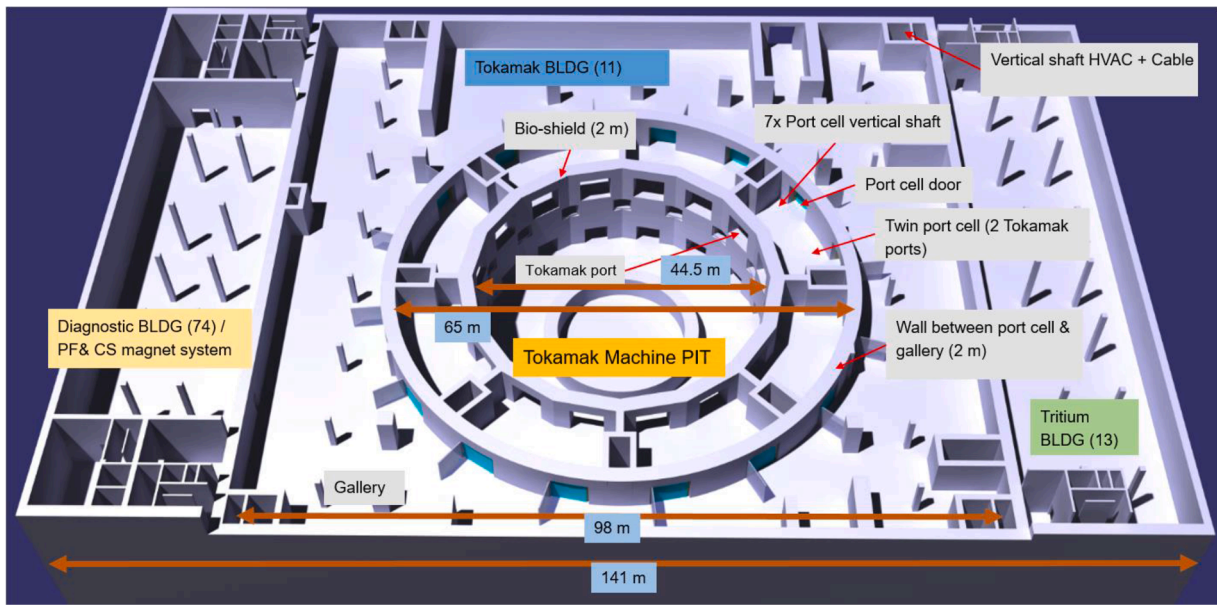 Tokamak BLDG (11)
Vertical shaft HVAC + Cable
Bio-shield (2 m)
7x Port cell vertical shaft
Port cell door
Twin port cell (2 Tokamak
ports)
Tokamak port
44.5 m
65 m
Diagnostic BLDG (74) /
PF& CS magnet system
Tokamak Machine PIT
Wall between port cell &
gallery (2 m)
Tritium
BLDG (13)
Gallery
98 m
141 m